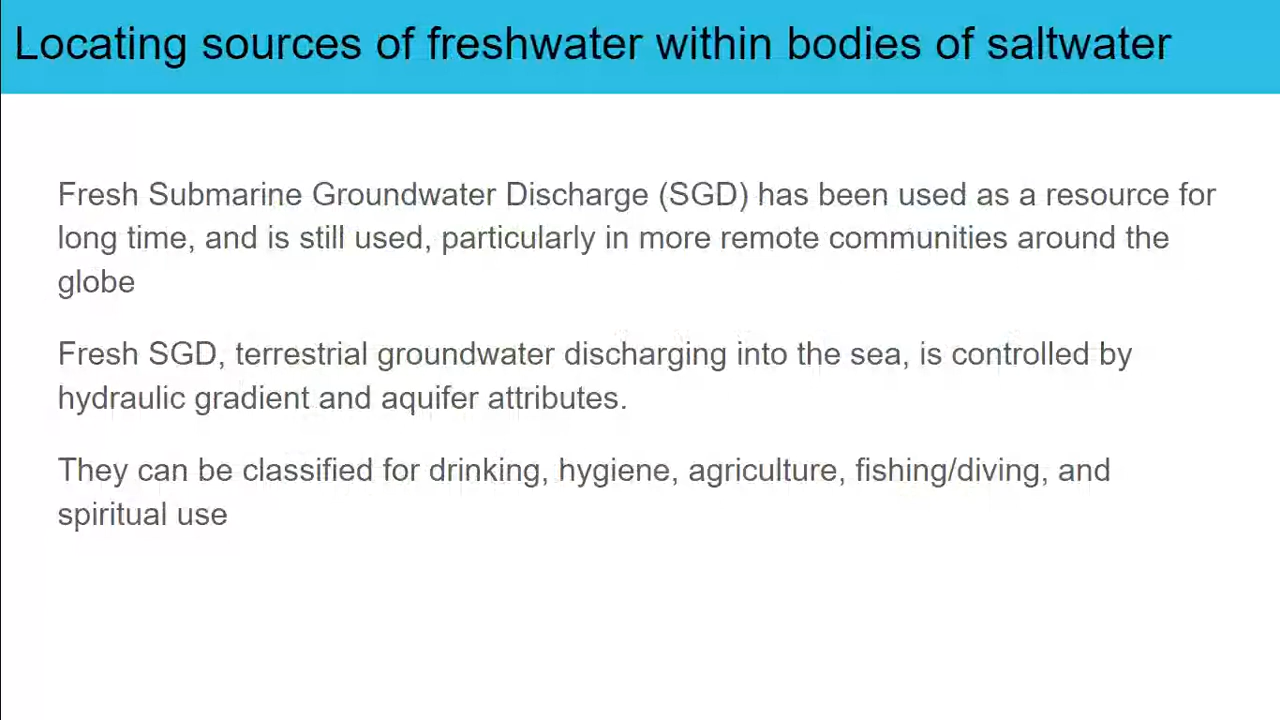 Locating sources of freshwater within bodies of saltwater
Fresh Submarine Groundwater Discharge (SGD) has been used as a resource for
long time, and is still used, particularly in more remote communities around the
globe
Fresh SGD, terrestrial groundwater discharging into the sea, is controlled by
hydraulic gradient and aquifer attributes.
They can be classified for drinking, hygiene, agriculture, fishing/diving, and
spiritual use